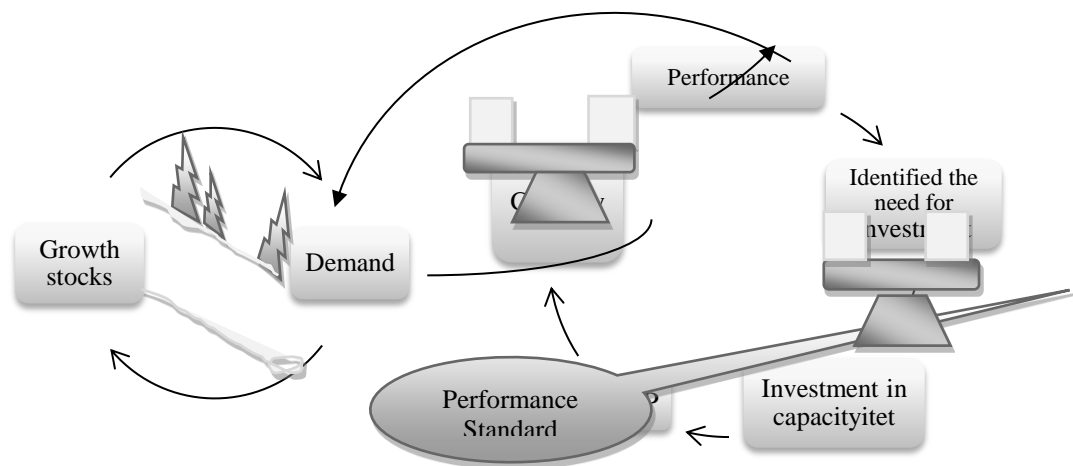 Performance
Identified the
need for
Growth
stocks
Demand
Performance
Standard
Investment in
capacityitet